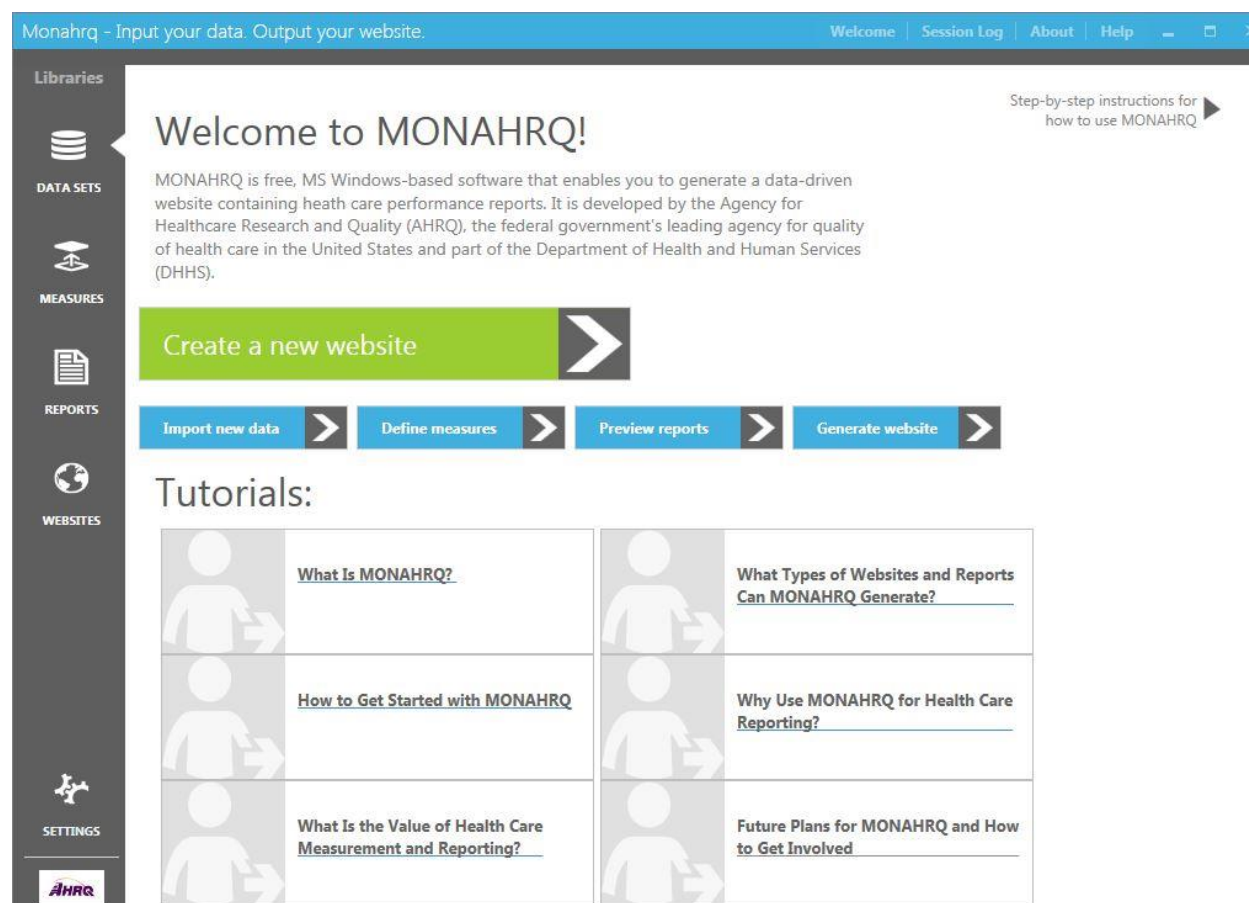 Monahrq - Input your data. Output your website.
Welcome
Session Log
About
Help
Libraries
DATA SETS
MEASURES
REPORTS
WEBSITES
SETTINGS
AHRQ
Step-by-step instructions for
how to use MONAHRQ
Welcome to MONAHRQ!
MONAHRQ is free, MS Windows-based software that enables you to generate a data-driven
website containing heath care performance reports. It is developed by the Agency for
Healthcare Research and Quality (AHRQ), the federal government's leading agency for quality
of health care in the United States and part of the Department of Health and Human Services
(DHHS).
Create a new website
Import new data
Define measures
Preview reports
Generate website
Tutorials:
What Is MONAHRQ?
What Types of Websites and Reports
Can MONAHRQ Generate?
How to Get Started with MONAHRQ
Why Use MONAHRQ for Health Care
Reporting?
What Is the Value of Health Care
Measurement and Reporting?
Future Plans for MONAHRQ and How
to Get Involved